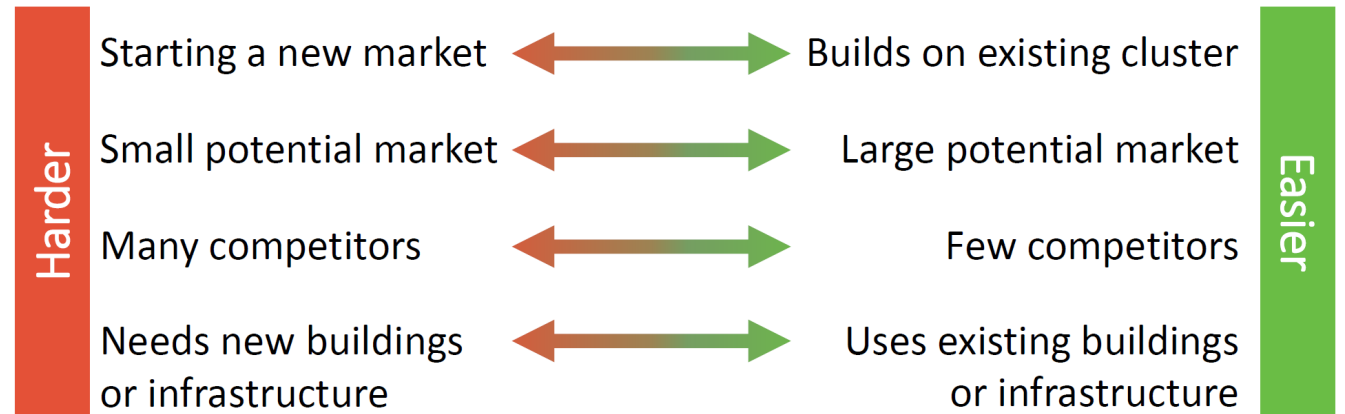 Harder
Starting a new market
Builds on existing cluster
Small potential market
Large potential market
Many competitors
Few competitors
Needs new buildings
or infrastructure
Uses existing buildings
or infrastructure
Easier